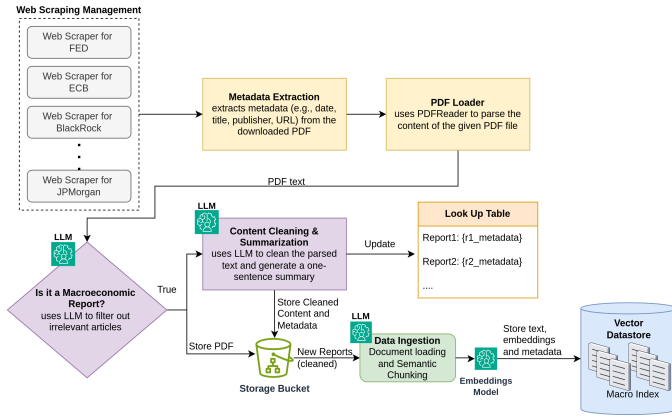 Web Scraping Management
Web Scraper for
FED
Web Scraper for
ECB
Web Scraper for
BlackRock
Web Scraper for
JPMorgan
Metadata Extraction
extracts metadata (e.g., date,
title, publisher, URL) from the
downloaded PDF
PDF Loader
uses PDFReader to parse the
content of the given PDF file
PDF text
LLM
Is it a Macroeconomic
Report?
uses LLM to filter out
irrelevant articles
True
LLM
Content Cleaning &
Summarization
uses LLM to clean the parsed
text and generate a one-
sentence summary
Update
Look Up Table
Report1: {r1_metadata}
Report2: {r2_metadata}
....
Store Cleaned
Content and
Metadata
Store PDF
Storage Bucket
New Reports
(cleaned)
LLM
Data Ingestion
Document loading
and Semantic
Chunking
Embeddings
Model
Store text,
embeddings
and metadata
Vector
Datastore
Macro Index